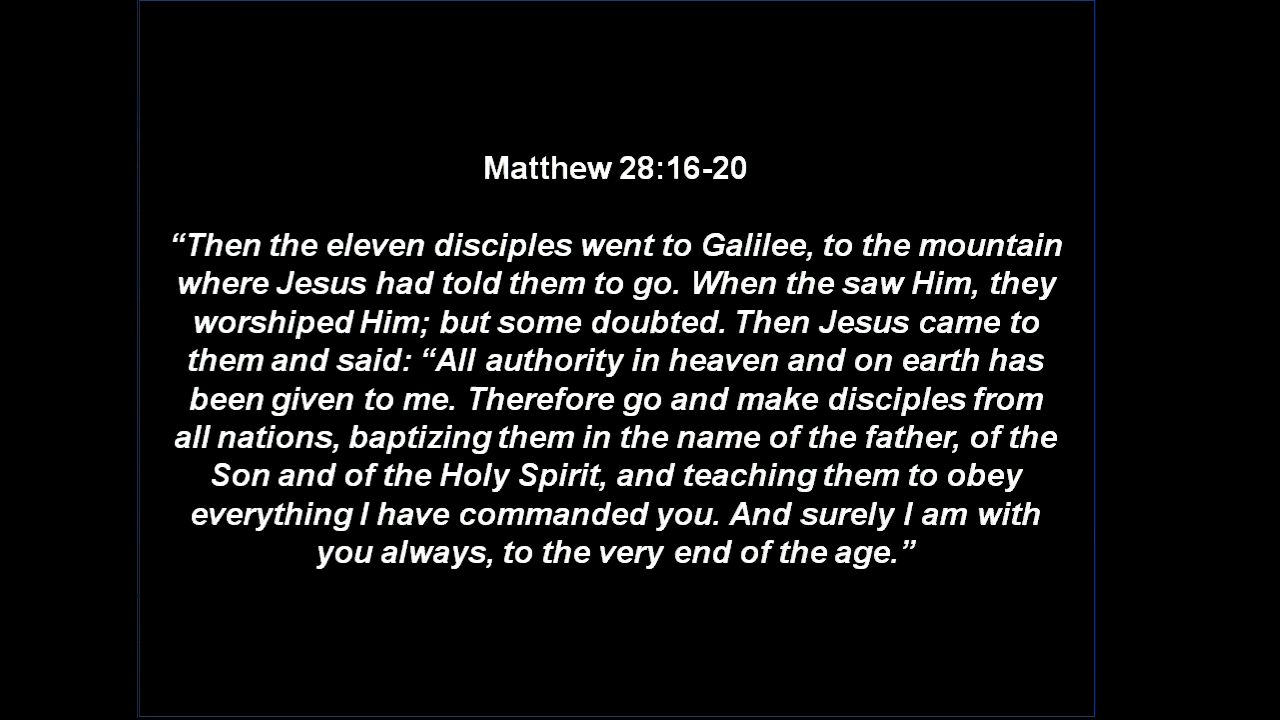 Matthew 28:16-20
“Then the eleven disciples went to Galilee, to the mountain
where Jesus had told them to go. When the saw Him, they
worshiped Him; but some doubted. Then Jesus came to
them and said: “All authority in heaven and on earth has
been given to me. Therefore go and make disciples from
all nations, baptizing them in the name of the father, of the
Son and of the Holy Spirit, and teaching them to obey
everything I have commanded you. And surely I am with
you always, to the very end of the age.”